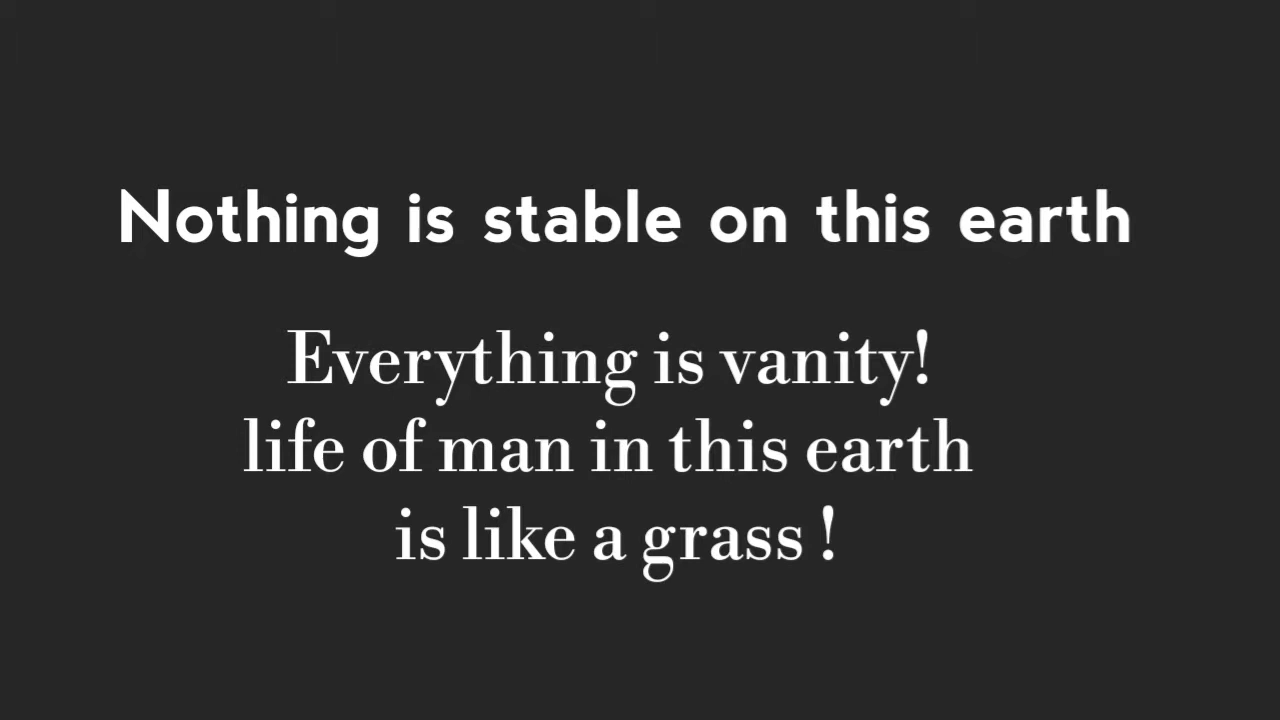 Nothing is stable on this earth
Everything is vanity!
life of man in this earth
is like a grass !